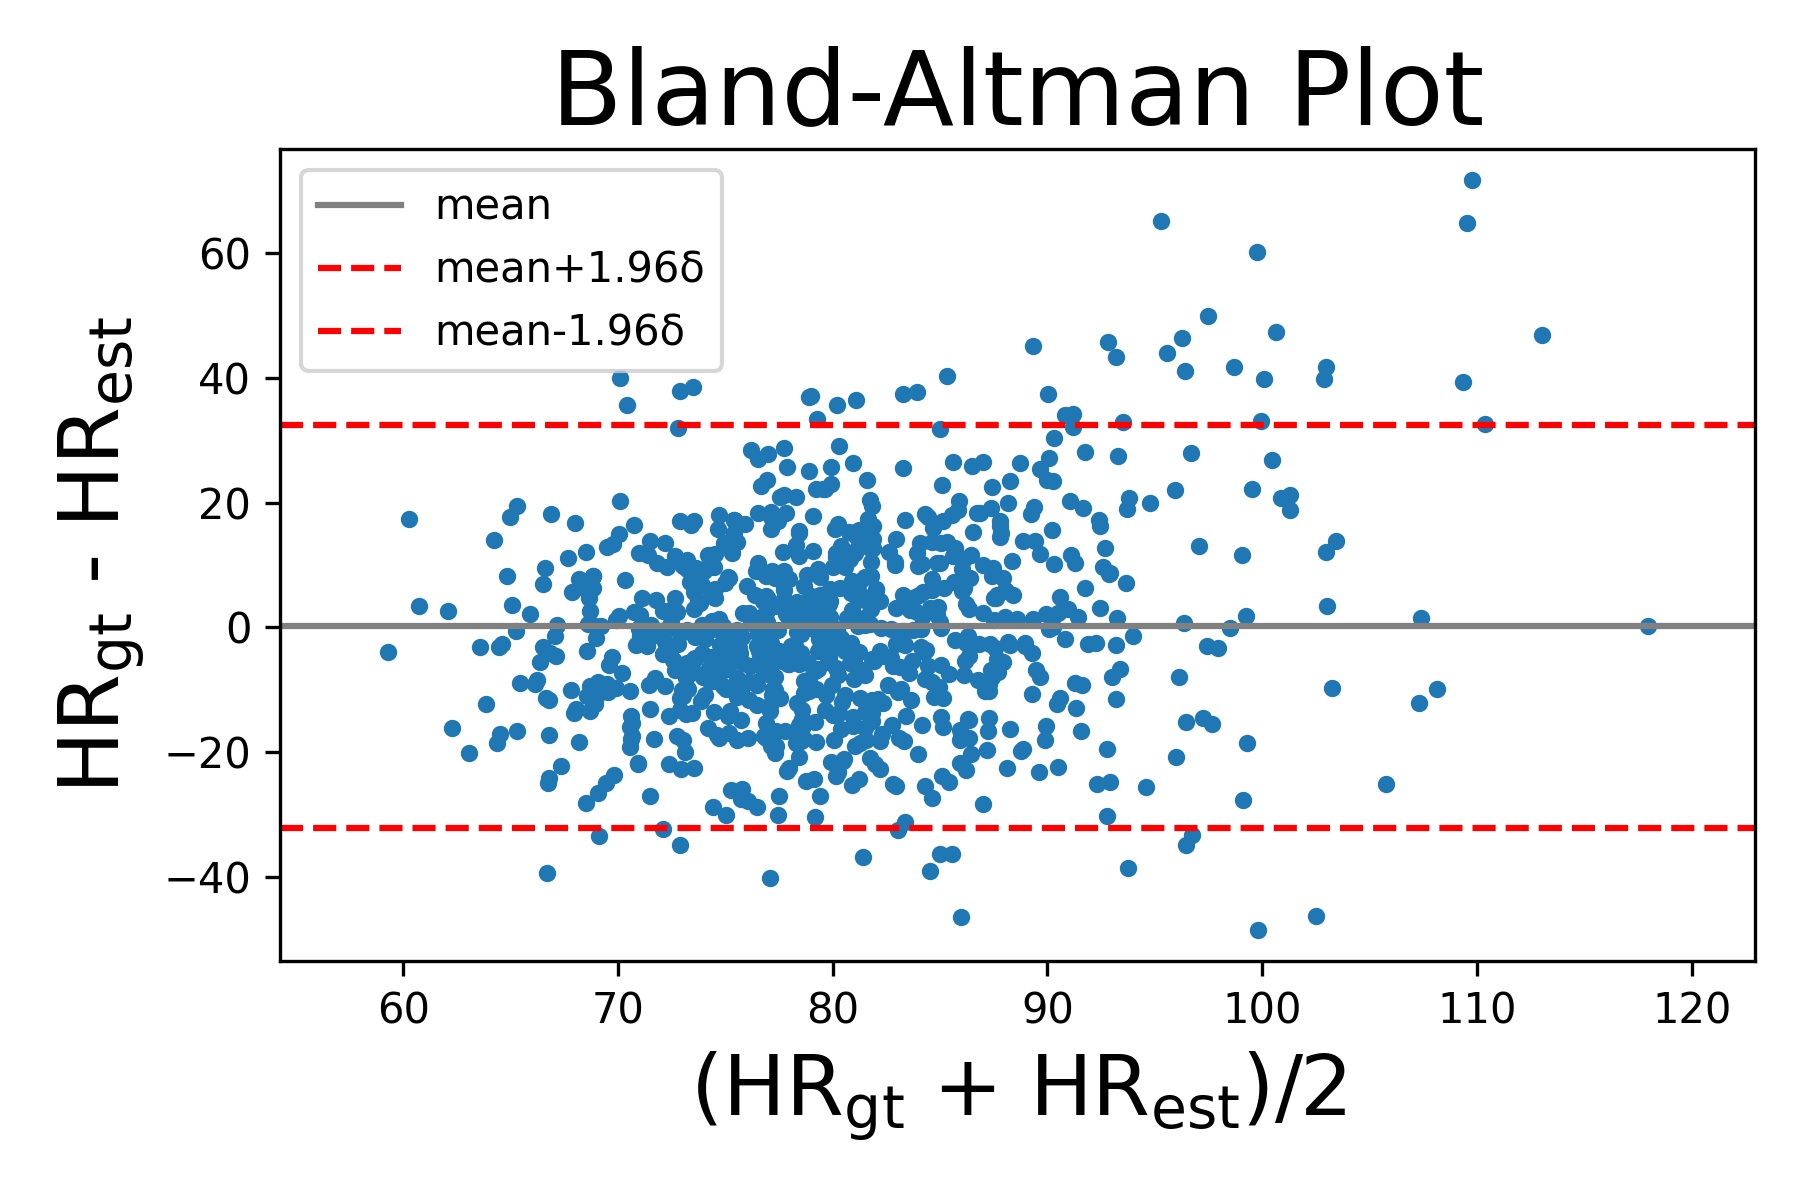 Bland-Altman Plot
mean
mean+1.96δ
mean-1.96δ
HRgt - HRest
60
40
20
0
−20
−40
60 70 80 90 100 110 120
(HRgt + HRest)/2